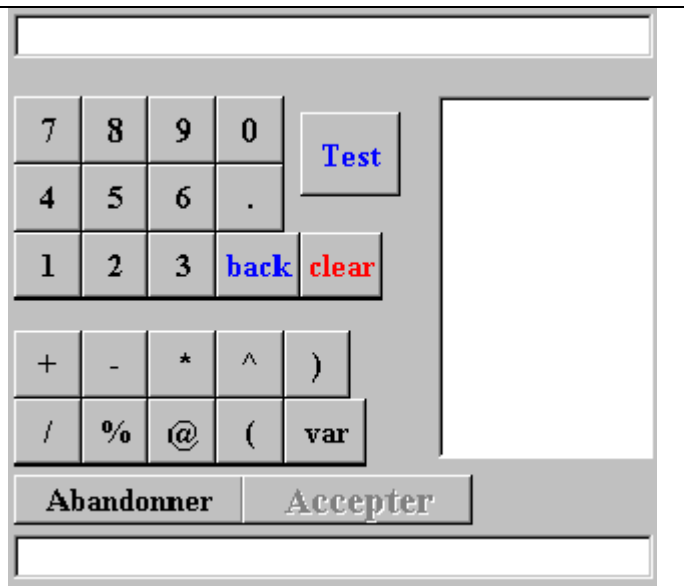 7 8 9 0 Test
4 5 6 .
1 2 3 back clear
+ - * ^ )
/ % @ ( var
Abandonner Accepter